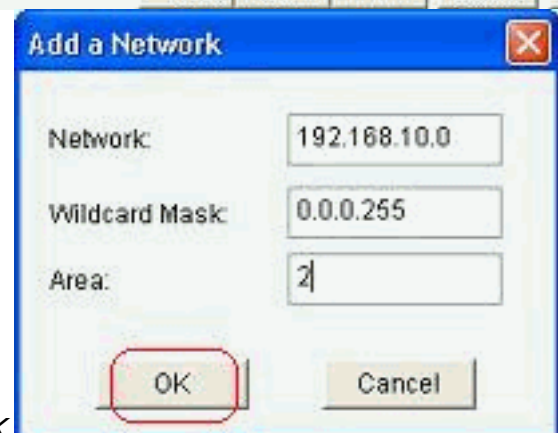 Add a Network
Network: 192.168.10.0
Wildcard Mask: 0.0.0.255
Area: 2
OK Cancel